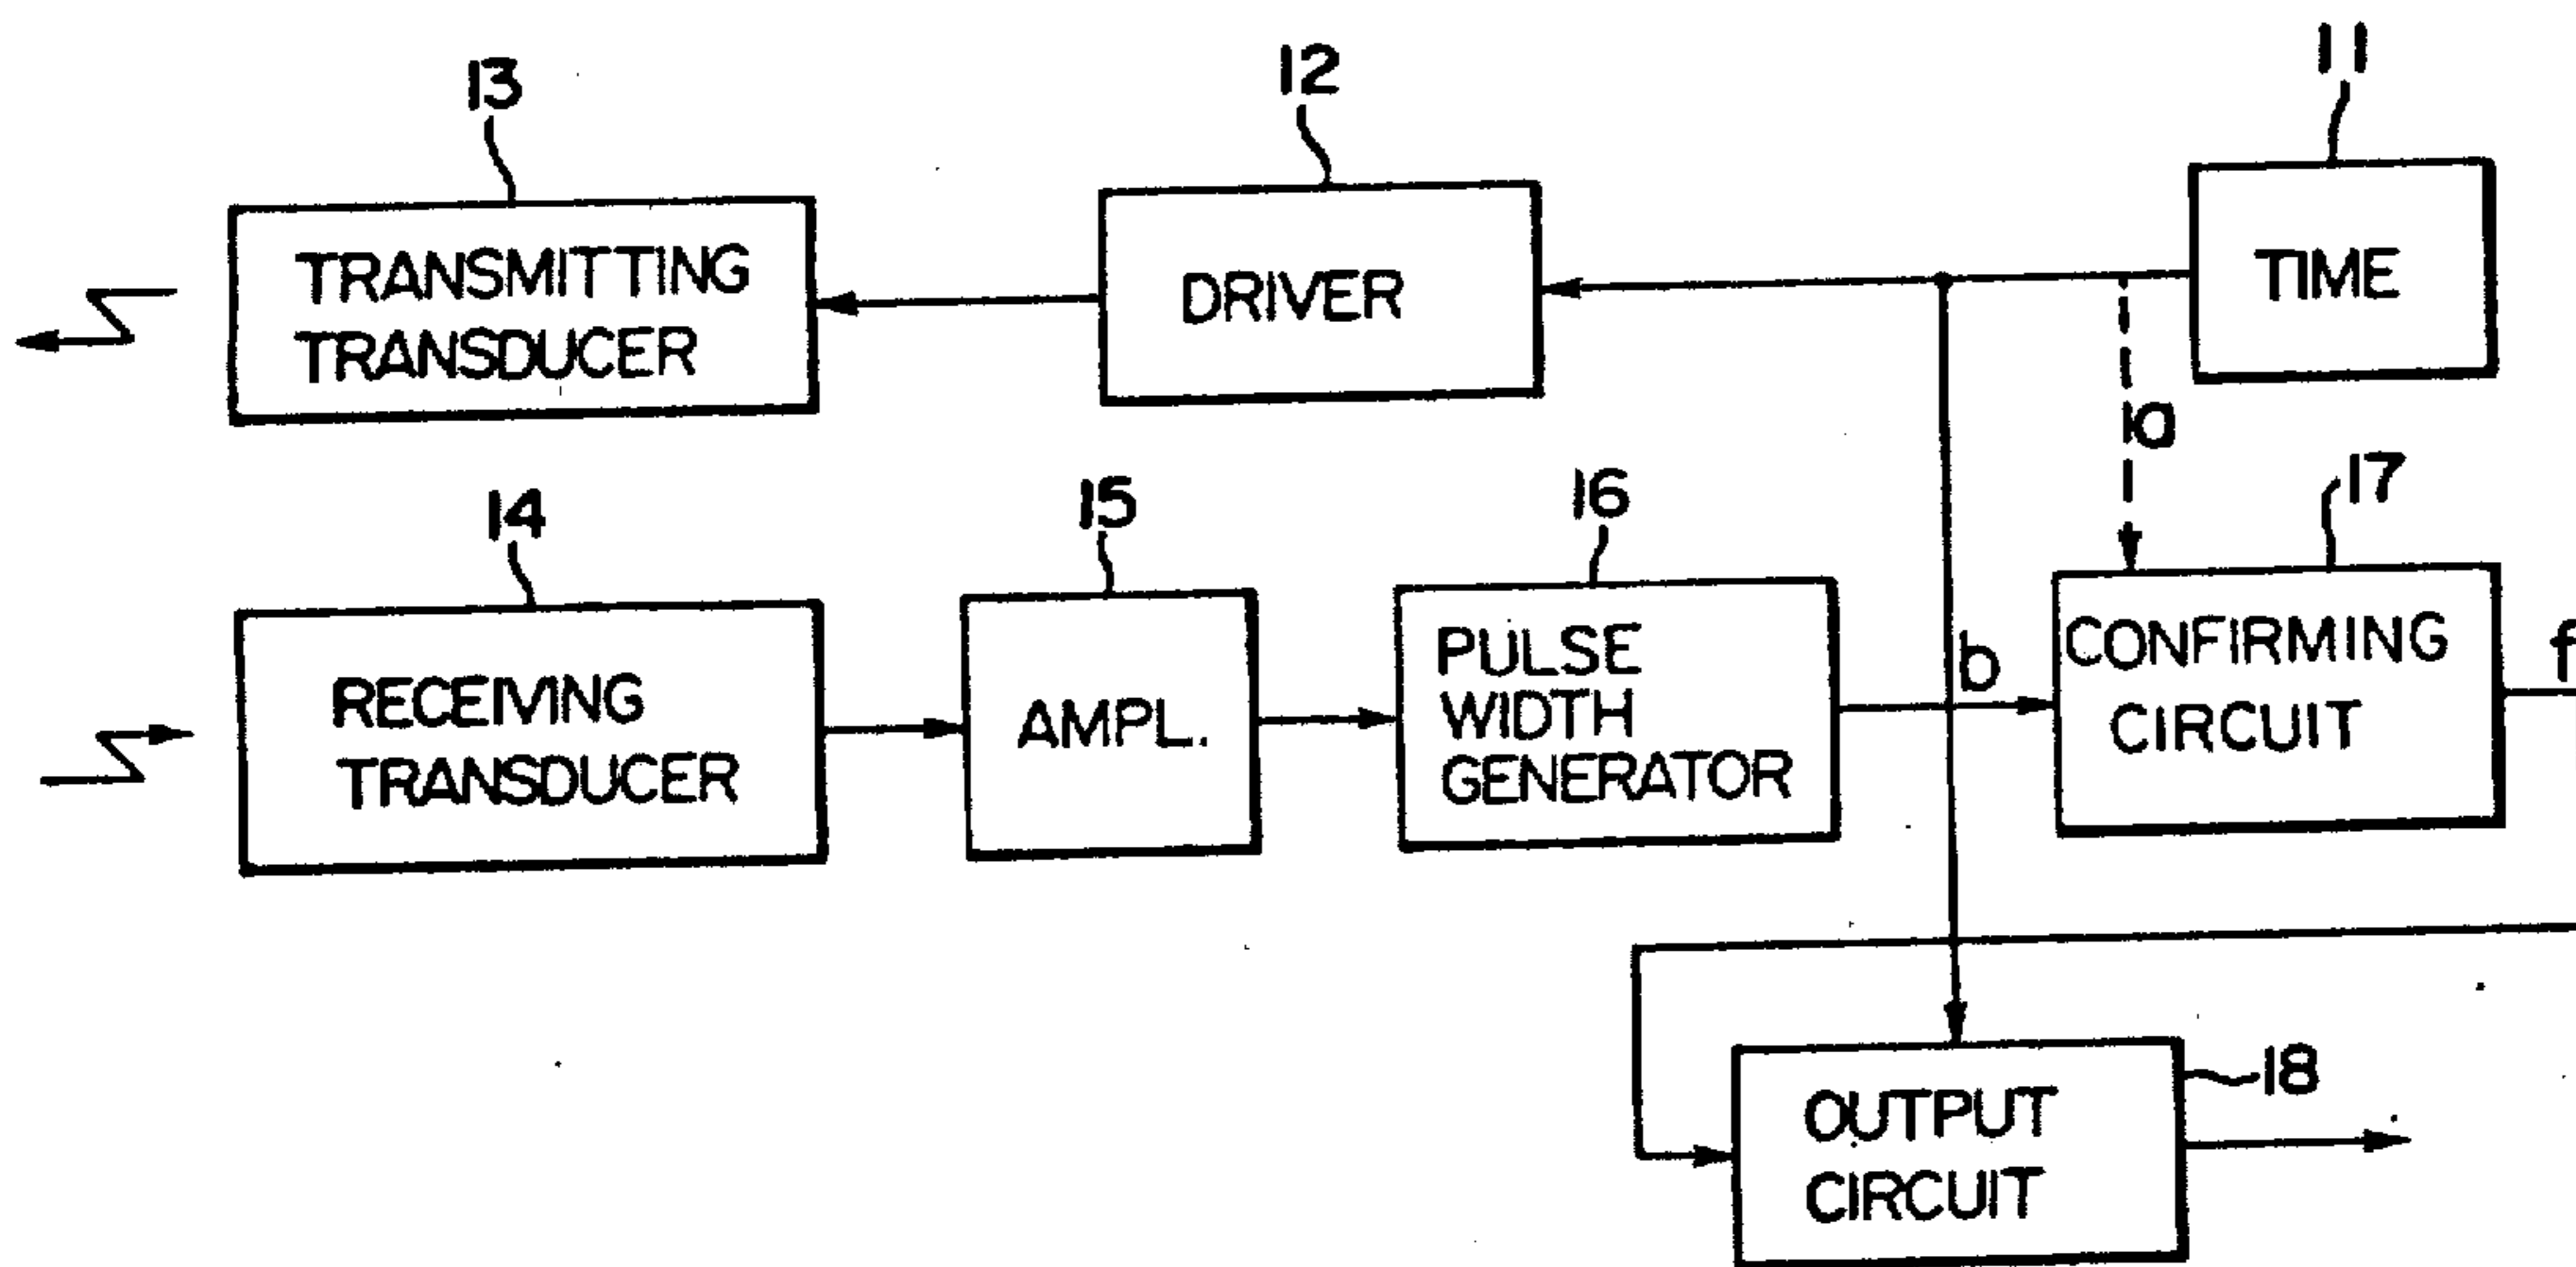 13
12
11
TRANSMITTING
TRANSDUCER
DRIVER
TIME
a
14
15
16
17
RECEIVING
TRANSDUCER
AMPL.
PULSE
WIDTH
GENERATOR
b
CONFIRMING
CIRCUIT
f
OUTPUT
CIRCUIT
18